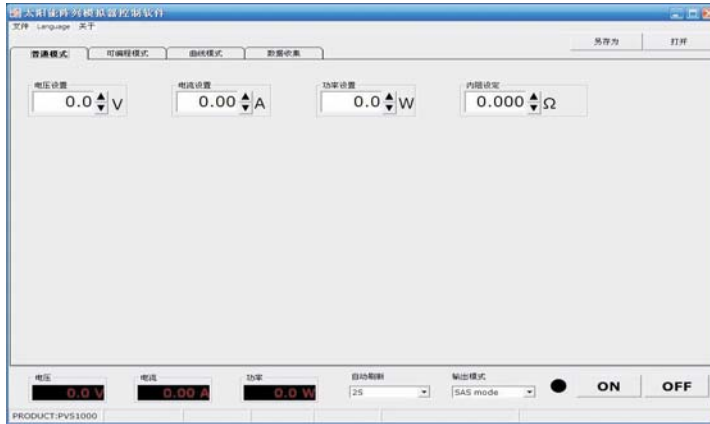 太阳能阵列模拟器控制软件
文件 Language 关于
另存为 打开
普通模式 可编程模式 曲线模式 数据收集
电压设置 电流设置 功率设置 内阻设定
0.0 V 0.00 A 0.0 W 0.000 Ω
电压 电流 功率 自动刷新 输出模式
0.0 V 0.00 A 0.0 W 2S SAS mode ON OFF
PRODUCT:PVS1000